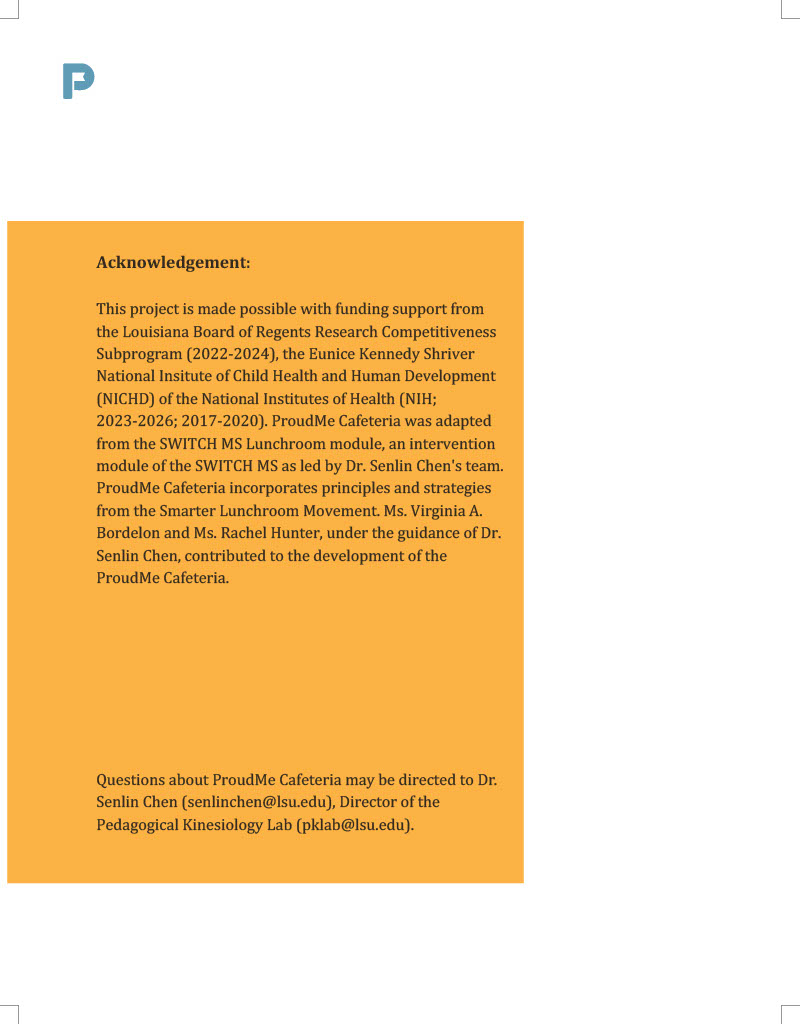 P
Acknowledgement:
This project is made possible with funding support from
the Louisiana Board of Regents Research Competitiveness
Subprogram (2022-2024), the Eunice Kennedy Shriver
National Insitute of Child Health and Human Development
(NICHD) of the National Institutes of Health (NIH;
2023-2026; 2017-2020). ProudMe Cafeteria was adapted
from the SWITCH MS Lunchroom module, an intervention
module of the SWITCH MS as led by Dr. Senlin Chen's team.
ProudMe Cafeteria incorporates principles and strategies
from the Smarter Lunchroom Movement. Ms. Virginia A.
Bordelon and Ms. Rachel Hunter, under the guidance of Dr.
Senlin Chen, contributed to the development of the
ProudMe Cafeteria.
Questions about ProudMe Cafeteria may be directed to Dr.
Senlin Chen (senlinchen@lsu.edu), Director of the
Pedagogical Kinesiology Lab (pklab@lsu.edu).